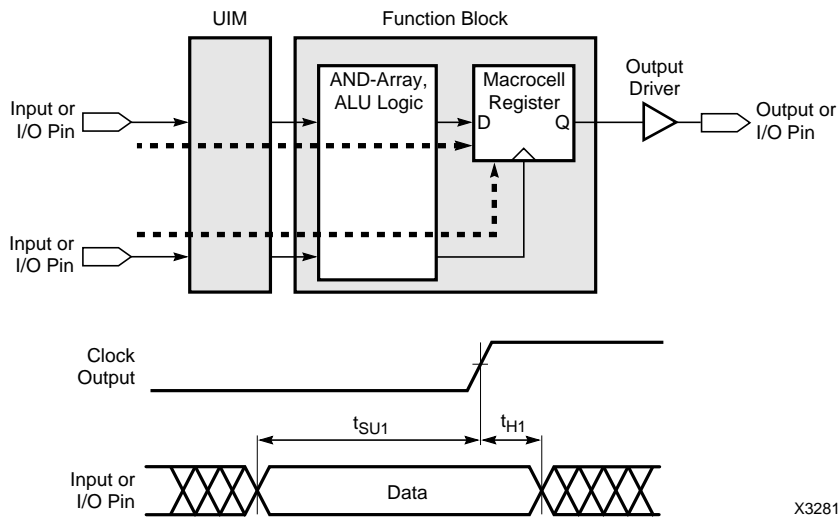 UIM
Function Block
AND-Array,
ALU Logic
Macrocell
Register
D
Q
Output
Driver
Input or
I/O Pin
Output or
I/O Pin
Input or
I/O Pin
Clock
Output
tSU1
tH1
Input or
I/O Pin
Data
X3281